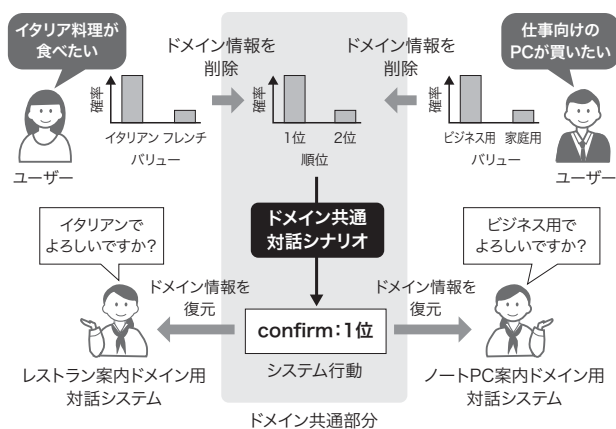 イタリア料理が
食べたい
ドメイン情報を
削除
ドメイン情報を
削除
仕事向けの
PCが買いたい
確率
イタリアン フレンチ
バリュー
確率
1位 2位
順位
確率
ビジネス用 家庭用
バリュー
ユーザー
ユーザー
ドメイン共通
対話シナリオ
イタリアンで
よろしいですか?
ビジネス用で
よろしいですか?
ドメイン情報を
復元
ドメイン情報を
復元
confirm:1位
システム行動
レストラン案内ドメイン用
対話システム
ノートPC案内ドメイン用
対話システム
ドメイン共通部分